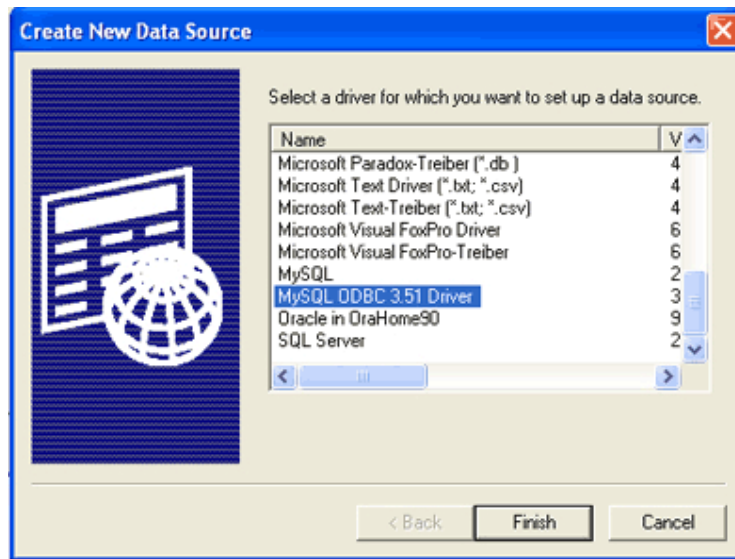 Create New Data Source
Select a driver for which you want to set up a data source.
Name V
Microsoft Paradox-Treiber (*.db ) 4
Microsoft Text Driver (*.txt; *.csv) 4
Microsoft Text-Treiber (*.txt; *.csv) 4
Microsoft Visual FoxPro Driver 6
Microsoft Visual FoxPro-Treiber 6
MySQL 2
MySQL ODBC 3.51 Driver 3
Oracle in OraHome90 9
SQL Server 2
< Back Finish Cancel